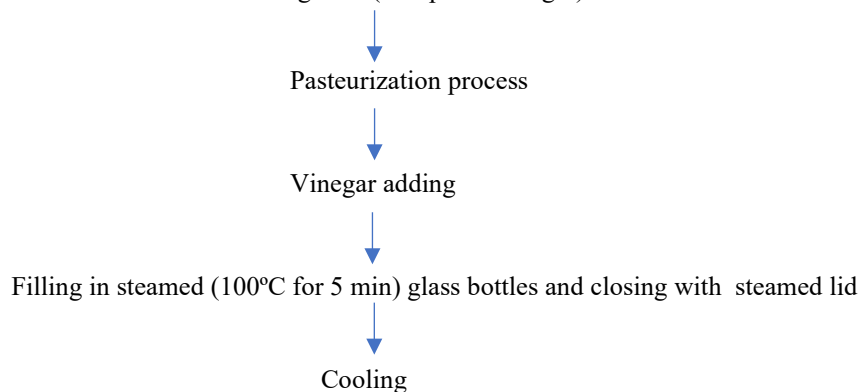 Pasteurization process
Vinegar adding
Filling in steamed (100ºC for 5 min) glass bottles and closing with steamed lid
Cooling